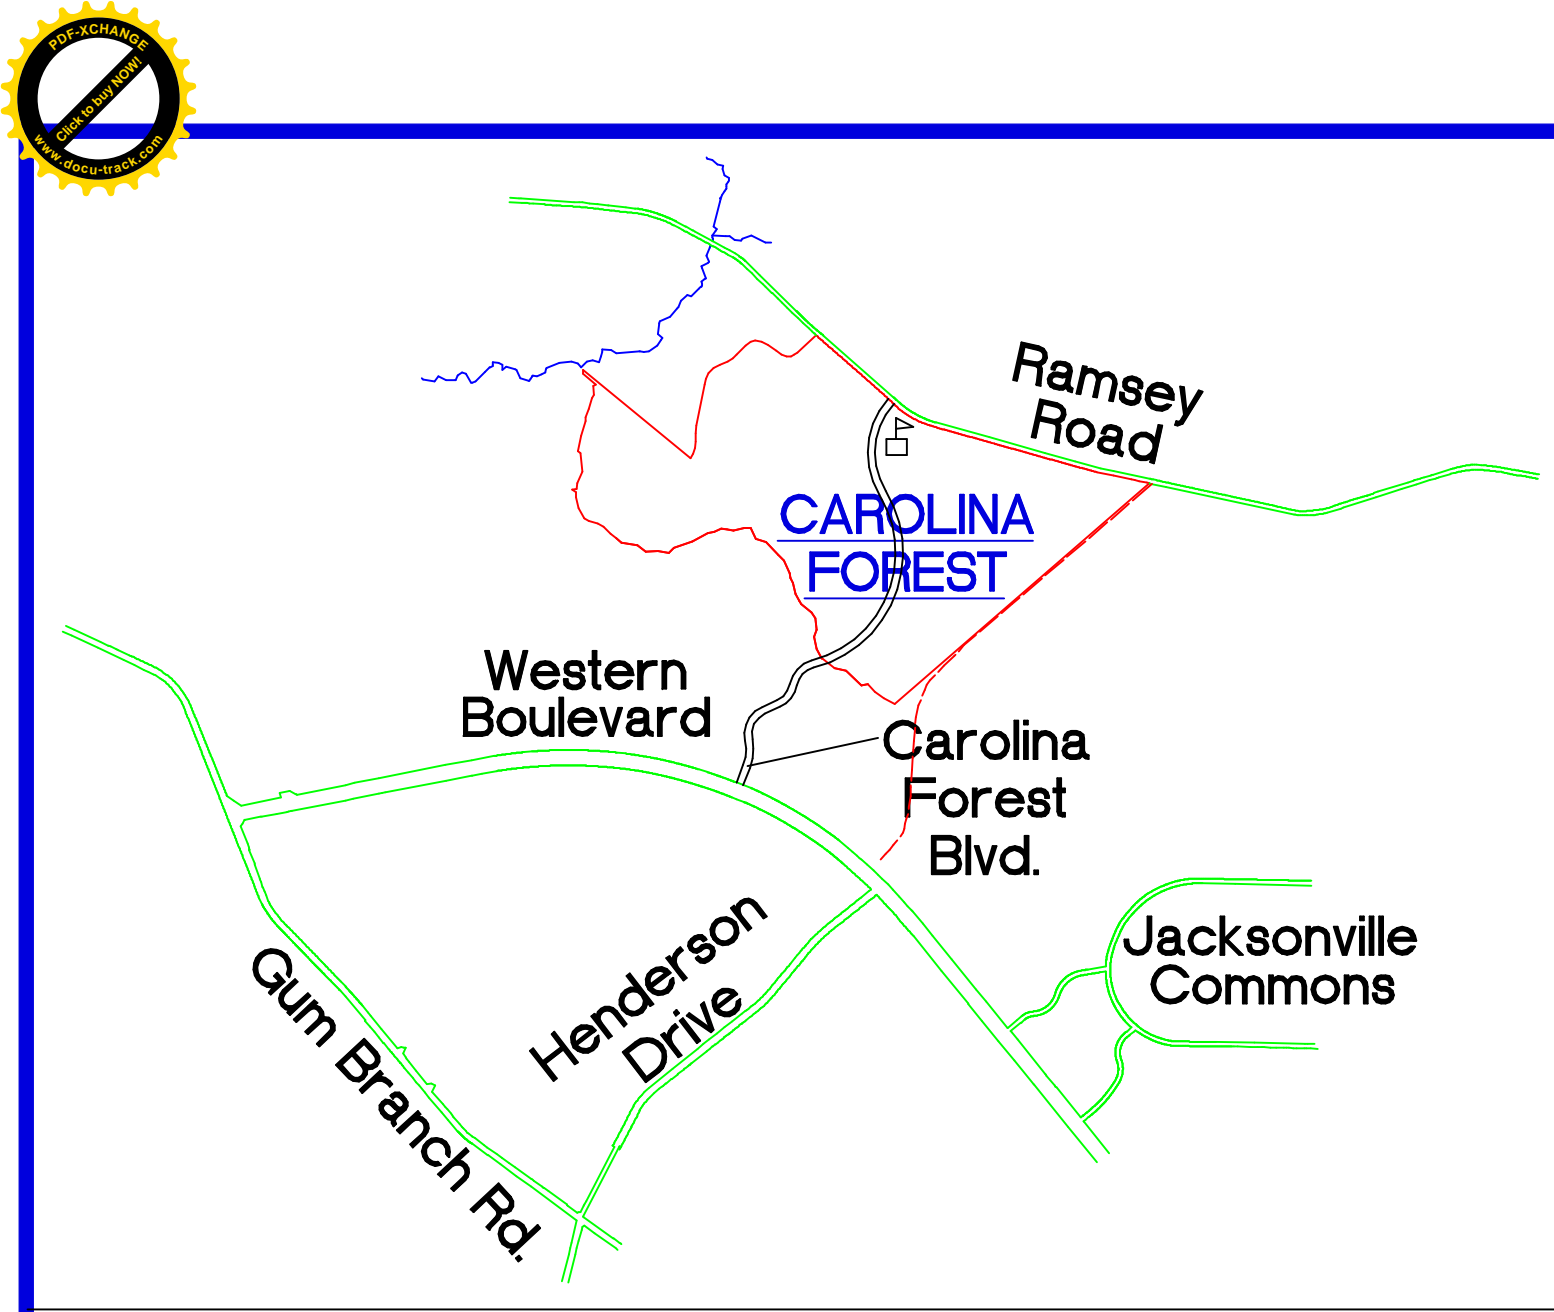 PDF-XCHANGE
Click to buy NOW!
www.docu-track.com
Ramsey
Road
CAROLINA
FOREST
Western
Boulevard
Carolina
Forest
Blvd.
Henderson
Drive
Jacksonville
Commons
Gum Branch Rd.